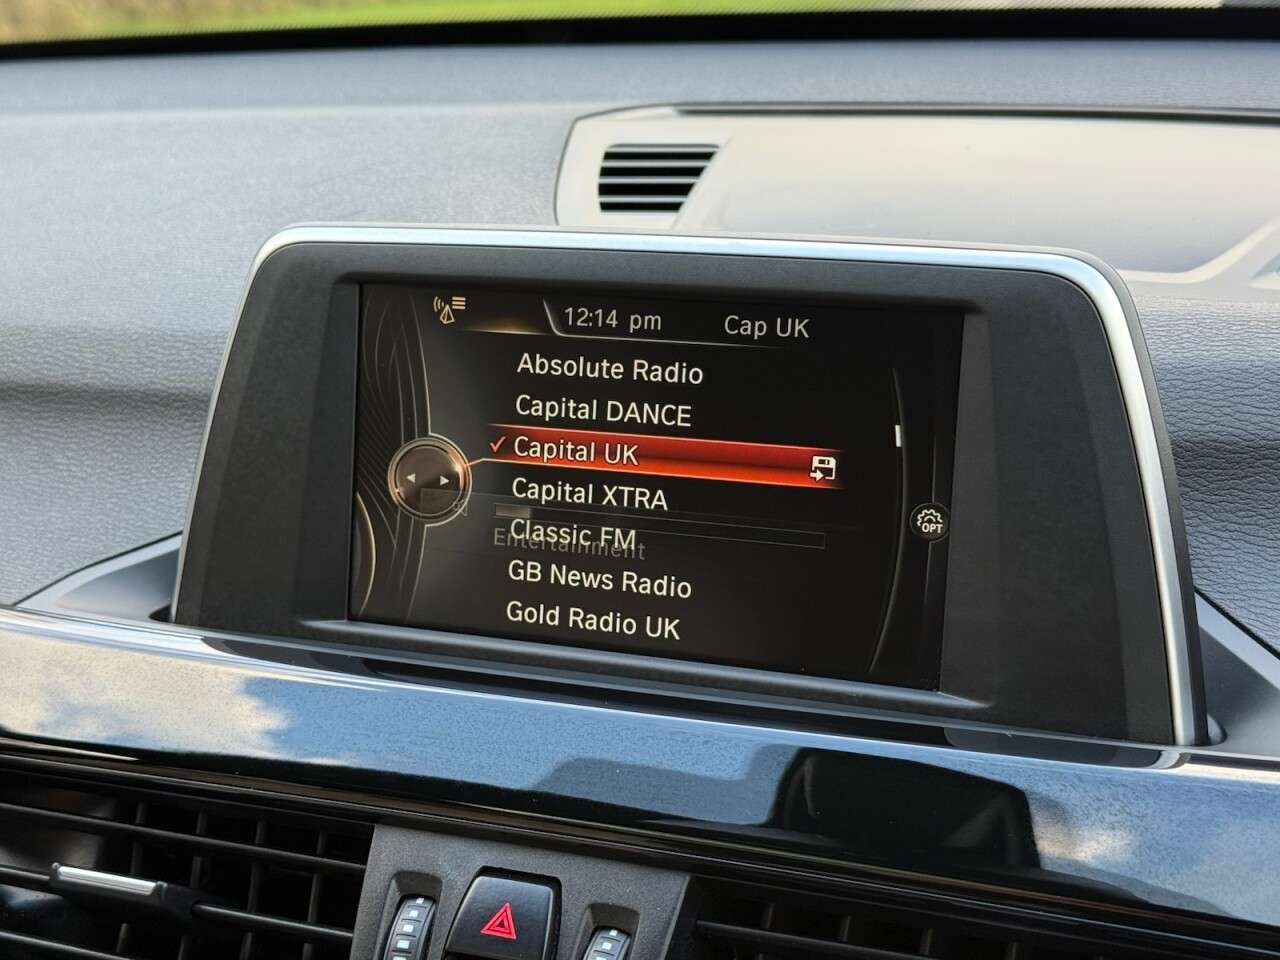 12:14 pm Cap UK
Absolute Radio
Capital DANCE
Capital UK
Capital XTRA
Classic FM
Entertainment
GB News Radio
Gold Radio UK
OPT